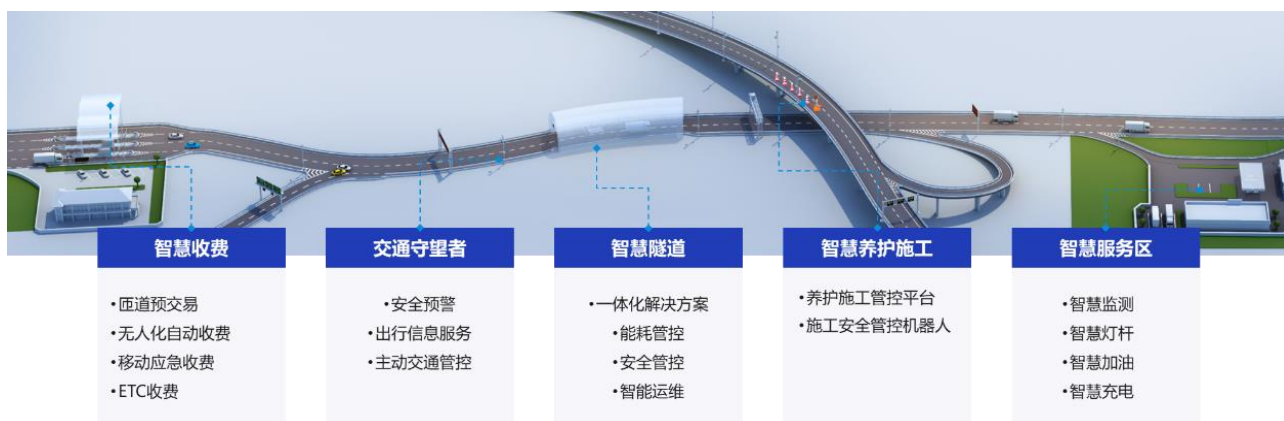 智慧收费
•匝道预交易
•无人化自动收费
•移动应急收费
•ETC收费
交通守望者
•安全预警
•出行信息服务
•主动交通管控
智慧隧道
•一体化解决方案
•能耗管控
•安全管控
•智能运维
智慧养护施工
•养护施工管控平台
•施工安全管控机器人
智慧服务区
•智慧监测
•智慧灯杆
•智慧加油
•智慧充电